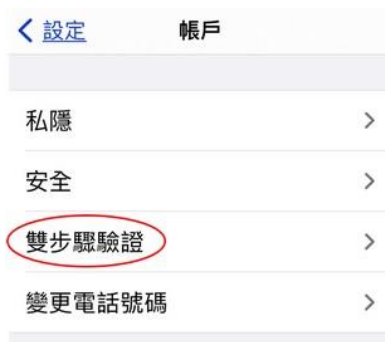 設定 帳戶
私隱
安全
雙步驟驗證
變更電話號碼